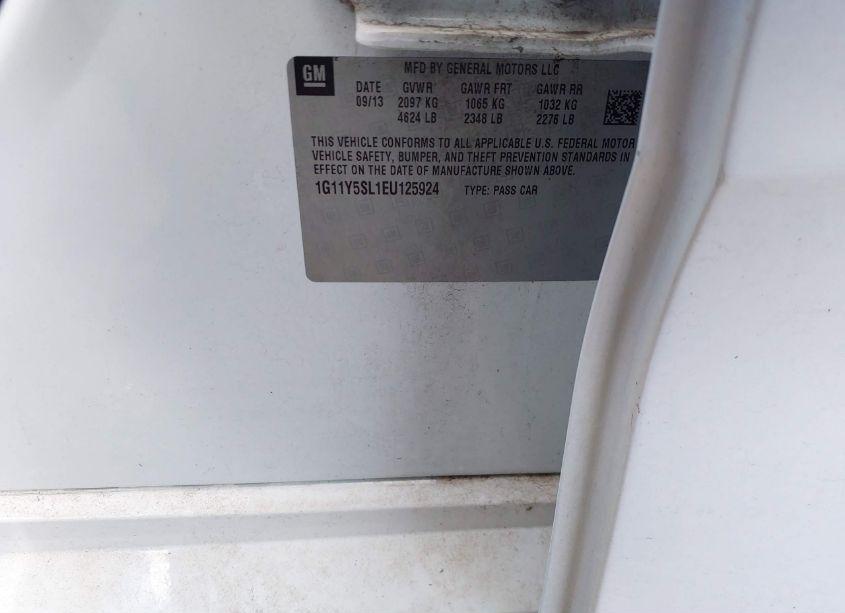 GM
MFD BY GENERAL MOTORS LLC
DATE GVWR GAWR FRT GAWR RR
09/13 2097 KG 1065 KG 1032 KG
4624 LB 2348 LB 2276 LB
THIS VEHICLE CONFORMS TO ALL APPLICABLE U.S. FEDERAL MOTOR
VEHICLE SAFETY, BUMPER, AND THEFT PREVENTION STANDARDS IN
EFFECT ON THE DATE OF MANUFACTURE SHOWN ABOVE.
1G11Y5SL1EU125924 TYPE: PASS CAR